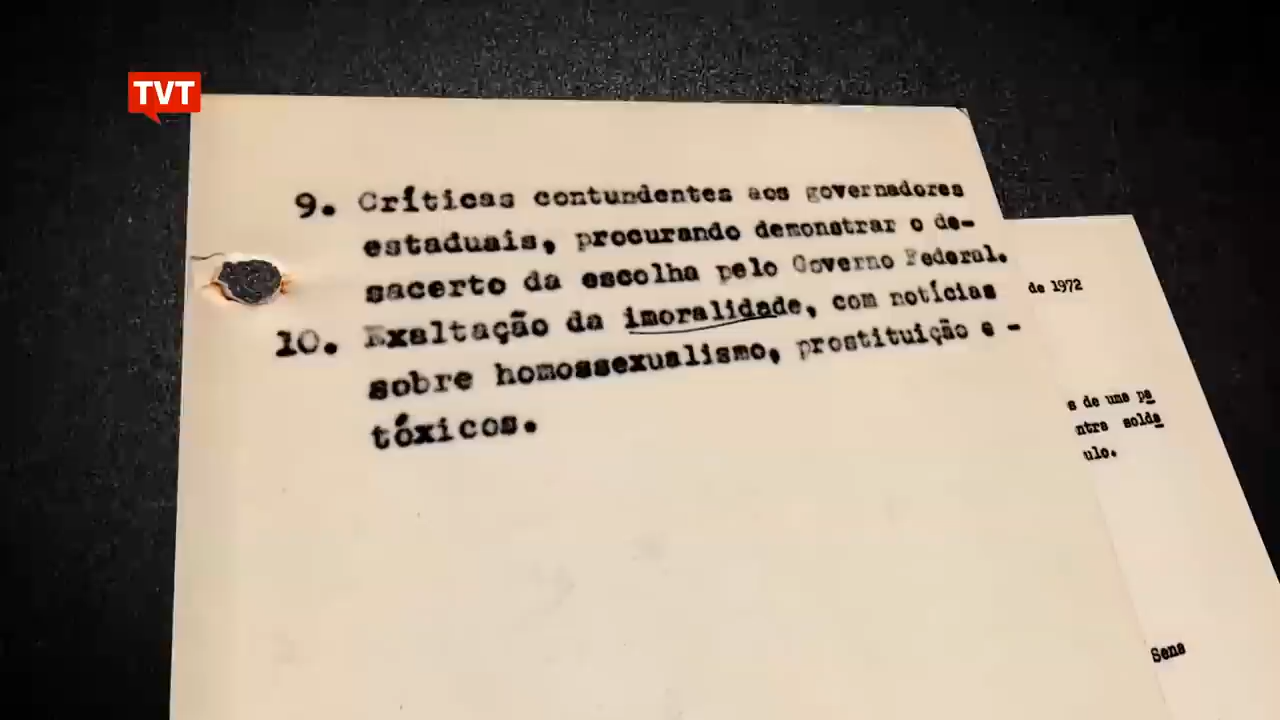 TVT
9. Críticas contundentes aos governadores
estaduais, procurando demonstrar o de-
sacerto da escolha pelo Governo Federal.
10. Exaltação da imoralidade, com notícias
sobre homossexualismo, prostituição e -
tóxicos.
de 1972
s de uma pa
ntra solda
ulo.
Sena